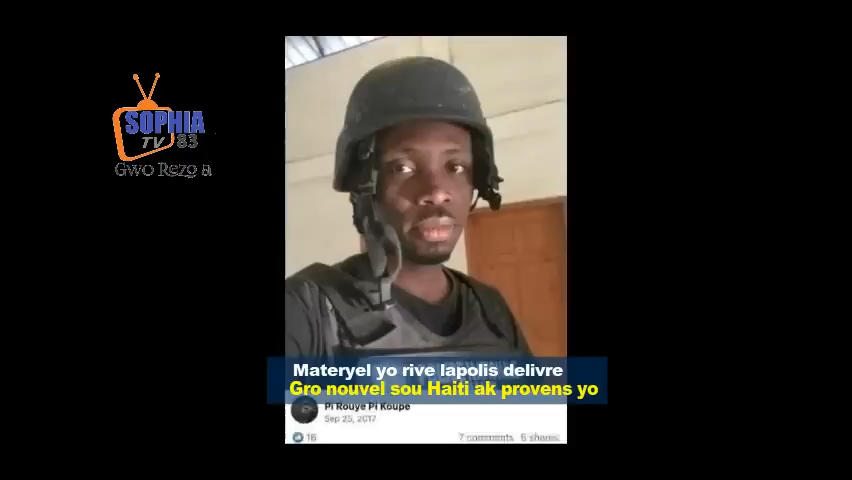 SOPHIA
TV 83
Gwo Rezo a
Materyel yo rive lapolis delivre
Gro nouvel sou Haiti ak provens yo
Pi Rouye Pi Koupe
Sep 25, 2017
16
7 comments 6 shares